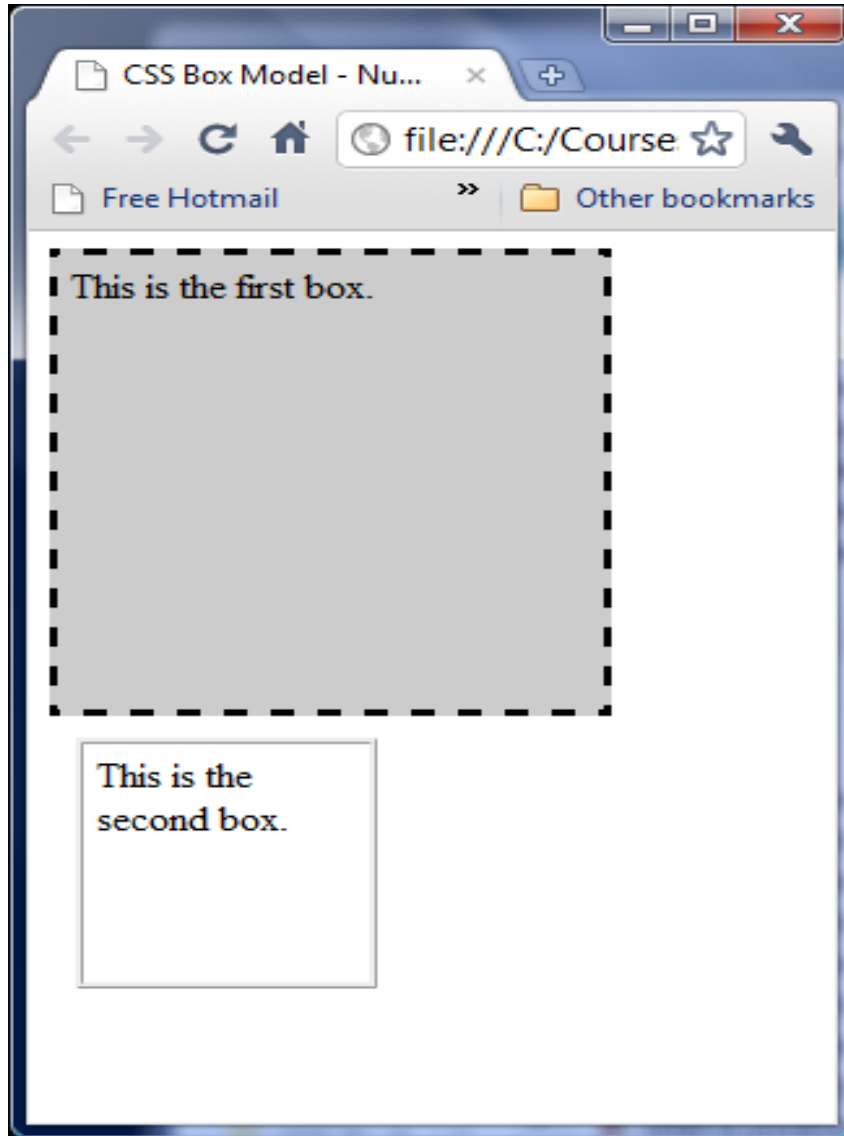 CSS Box Model - Nu...
file:///C:/Course
Free Hotmail
Other bookmarks
This is the first box.
This is the
second box.